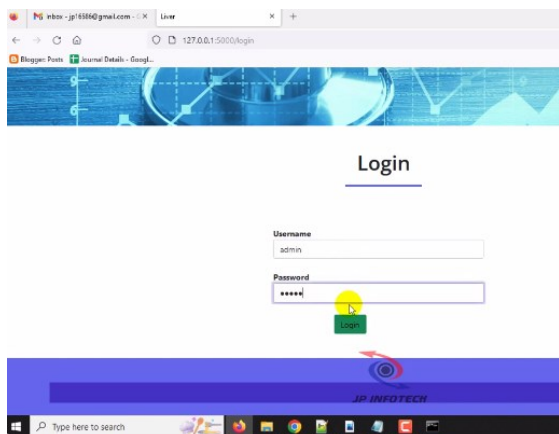 Inbox - jp16586@gmail.com -
Liver
127.0.0.1:5000/login
Blogger: Posts
Journal Details - Googl...
Login
Username
admin
Password
Login
JP INFOTECH
Type here to search